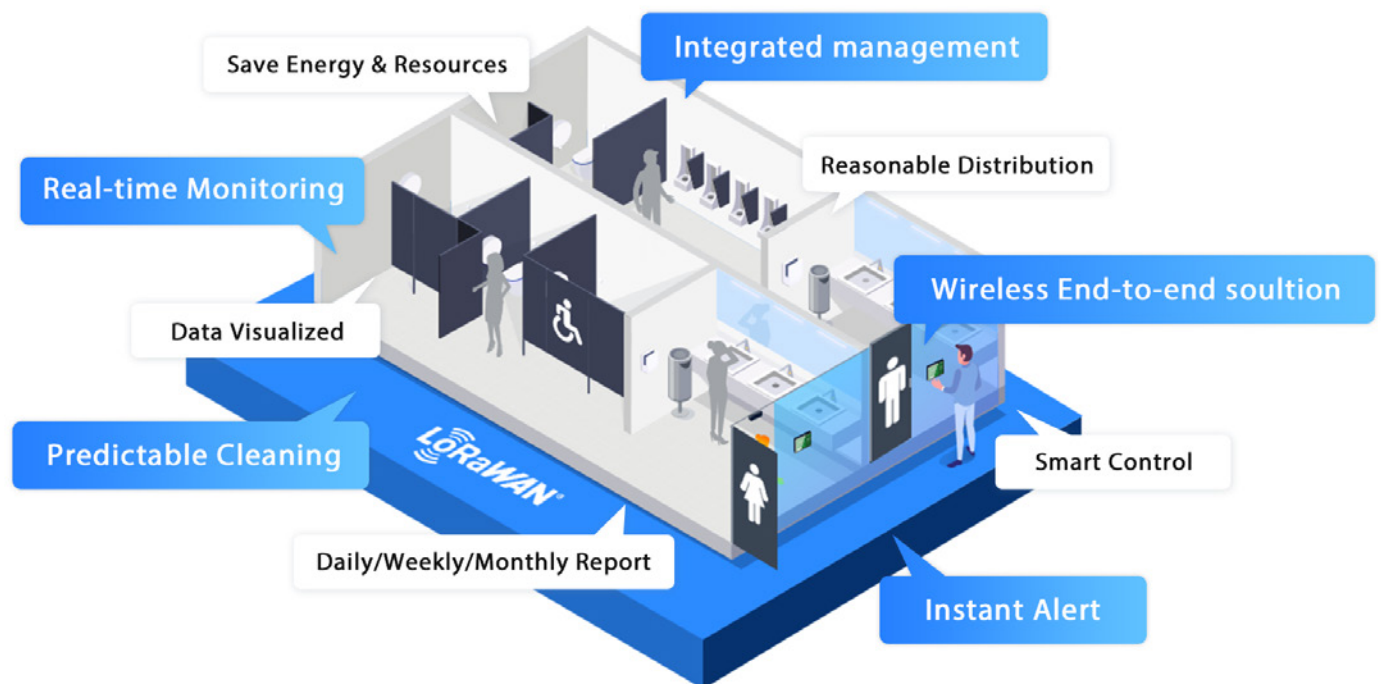 Integrated management
Save Energy & Resources
Reasonable Distribution
Real-time Monitoring
Wireless End-to-end soultion
Data Visualized
Predictable Cleaning
LoRaWAN®
Smart Control
Daily/Weekly/Monthly Report
Instant Alert